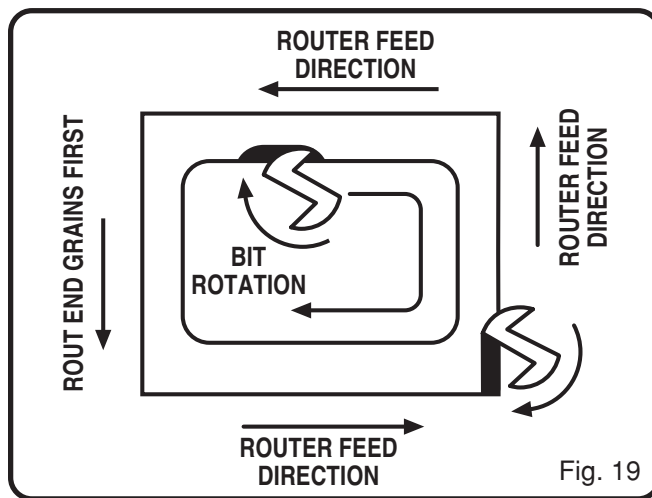 ROUTER FEED
DIRECTION
ROUT END GRAINS FIRST
BIT
ROTATION
ROUTER FEED
DIRECTION
ROUTER FEED
DIRECTION
Fig. 19